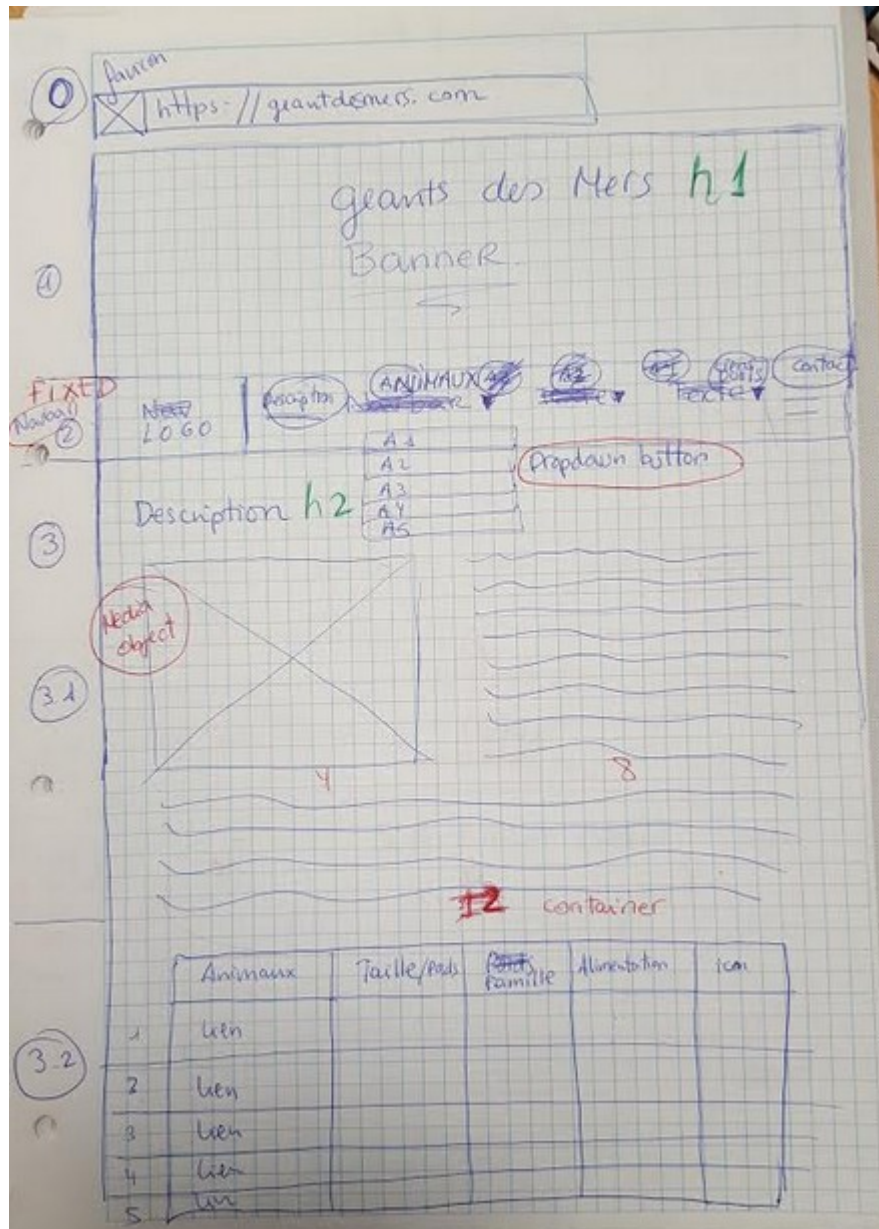 0
favicon
https://geantdesmers.com
geants des Mers h1
Banner
1
FIXED
Navbar
2
LOGO
Description
ANIMAUX
Texte
Contact
A1
A2
A3
A4
A5
Dropdawn button
Description h2
3
Media
object
3.1
4
8
12 container
Animaux
Taille/Poids
Famille
Alimentation
icon
3.2
1 lien
2 lien
3 lien
4 lien
5 lien